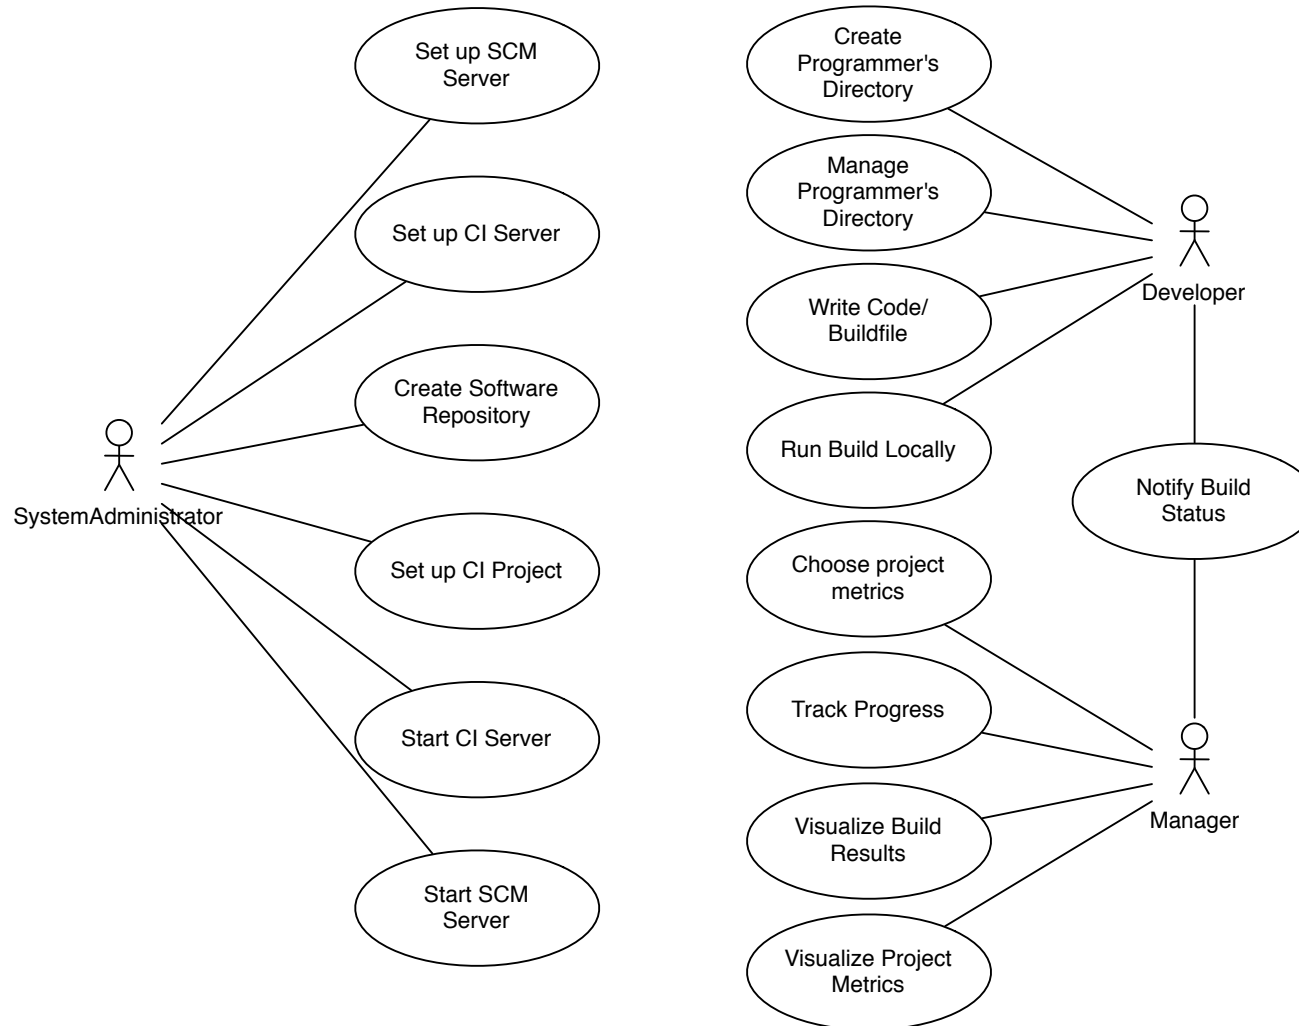 Set up SCM
Server
Set up CI Server
Create Software
Repository
SystemAdministrator
Set up CI Project
Start CI Server
Start SCM
Server
Create
Programmer's
Directory
Manage
Programmer's
Directory
Developer
Write Code/
Buildfile
Run Build Locally
Notify Build
Status
Choose project
metrics
Track Progress
Manager
Visualize Build
Results
Visualize Project
Metrics